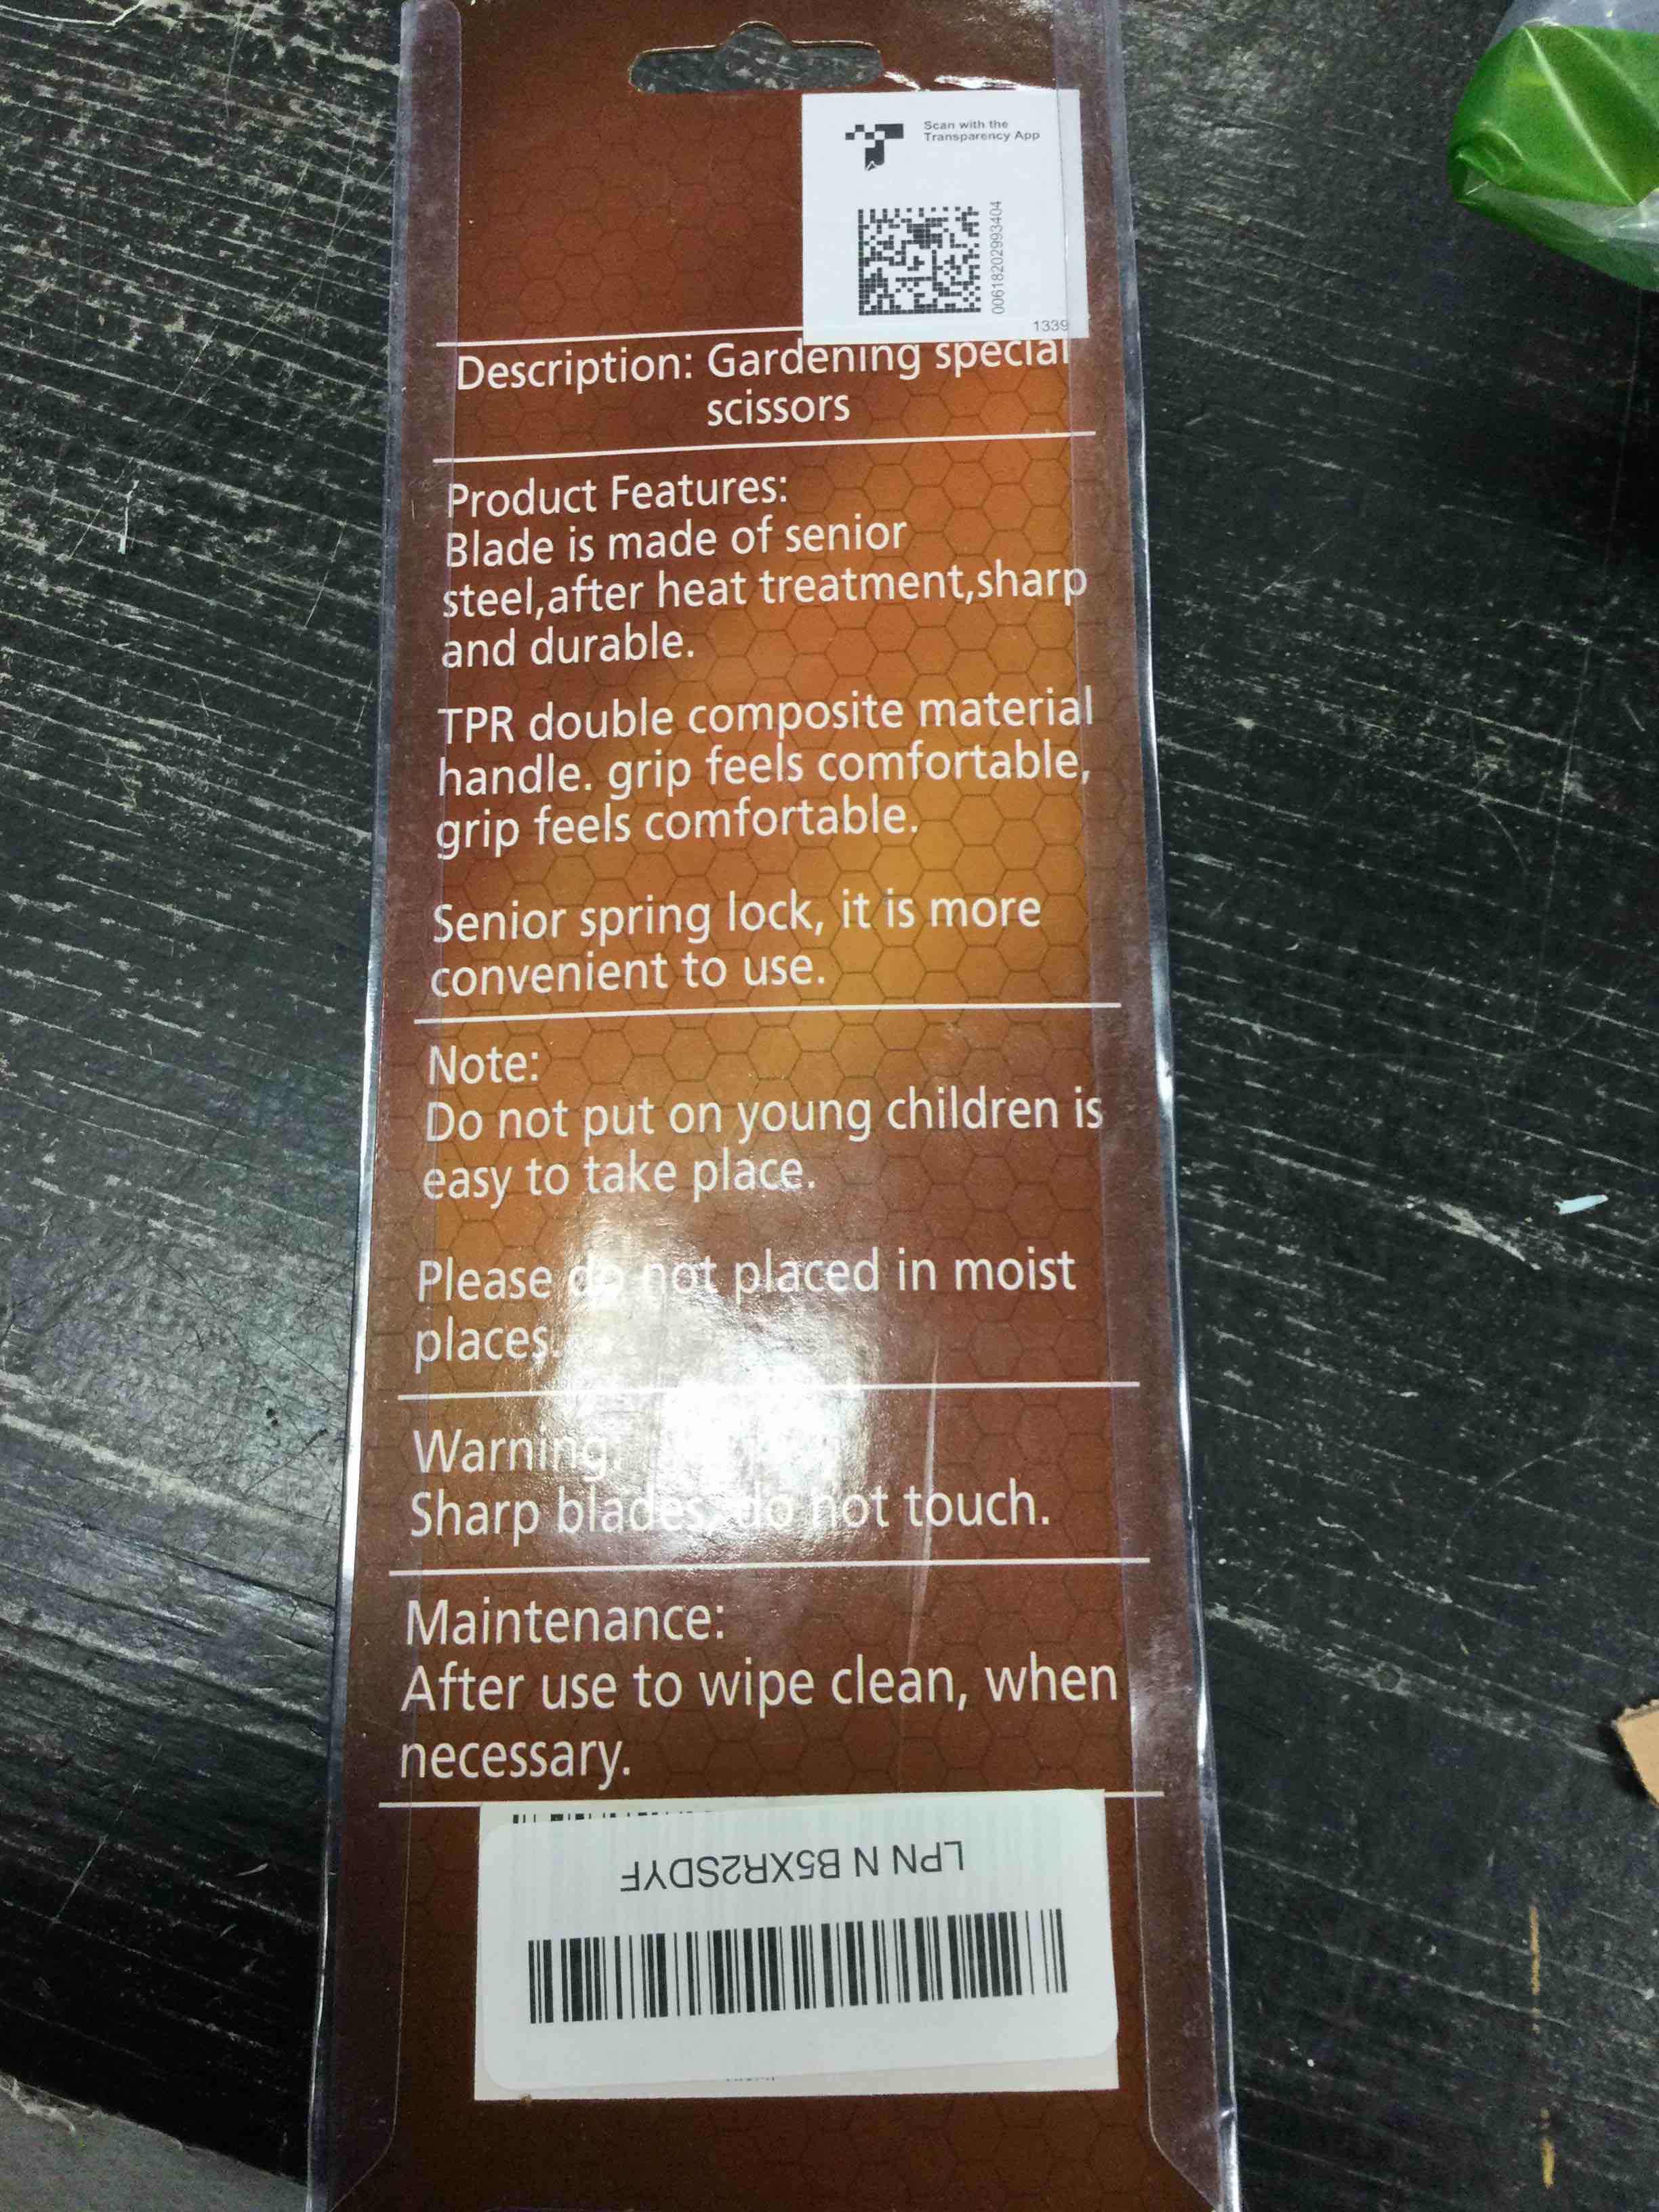 Scan with the
Transparency App
006182029934​04
1339
Description: Gardening special
scissors
Product Features:
Blade is made of senior
steel,after heat treatment,sharp
and durable.
TPR double composite material
handle. grip feels comfortable,
grip feels comfortable.
Senior spring lock, it is more
convenient to use.
Note:
Do not put on young children is
easy to take place.
Please do not placed in moist
places.
Warning:
Sharp blades, do not touch.
Maintenance:
After use to wipe clean, when
necessary.
LPN N B5XR2SDYF